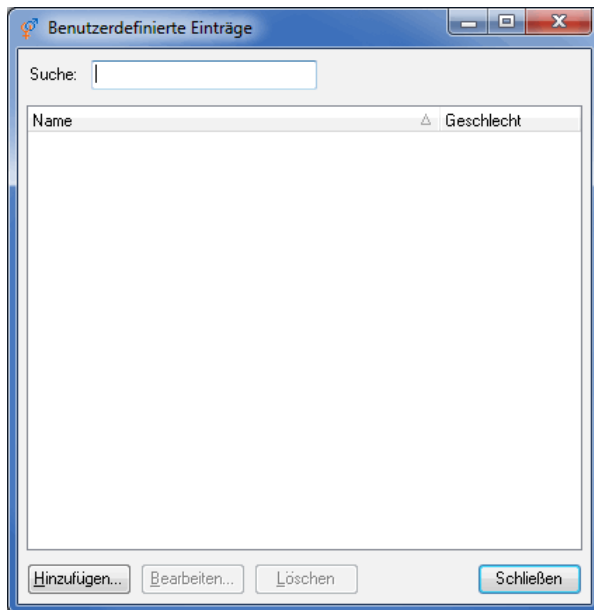 Benutzerdefinierte Einträge
Suche:
Name Geschlecht
Hinzufügen... Bearbeiten... Löschen Schließen